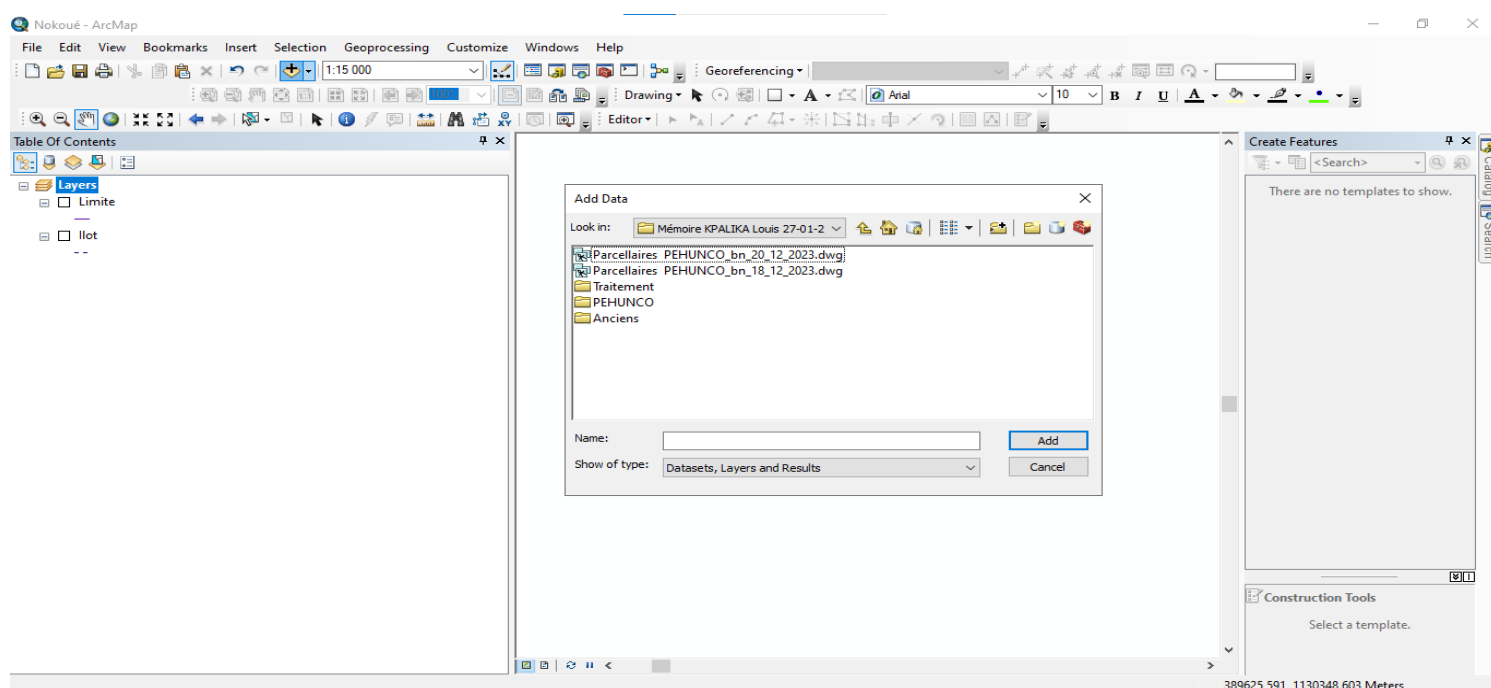 Nokoué - ArcMap
File Edit View Bookmarks Insert Selection Geoprocessing Customize Windows Help
1:15 000 Georeferencing
Drawing A Arial 10 B I U A
Editor
Table Of Contents
Layers
Limite
Ilot
Add Data
Look in: Mémoire KPALIKA Louis 27-01-2
Parcellaires PEHUNCO_bn_20_12_2023.dwg
Parcellaires PEHUNCO_bn_18_12_2023.dwg
Traitement
PEHUNCO
Anciens
Name: Add
Show of type: Datasets, Layers and Results Cancel
Create Features
<Search>
There are no templates to show.
Construction Tools
Select a template.
Catalog
Search
389625,591 1130348,603 Meters